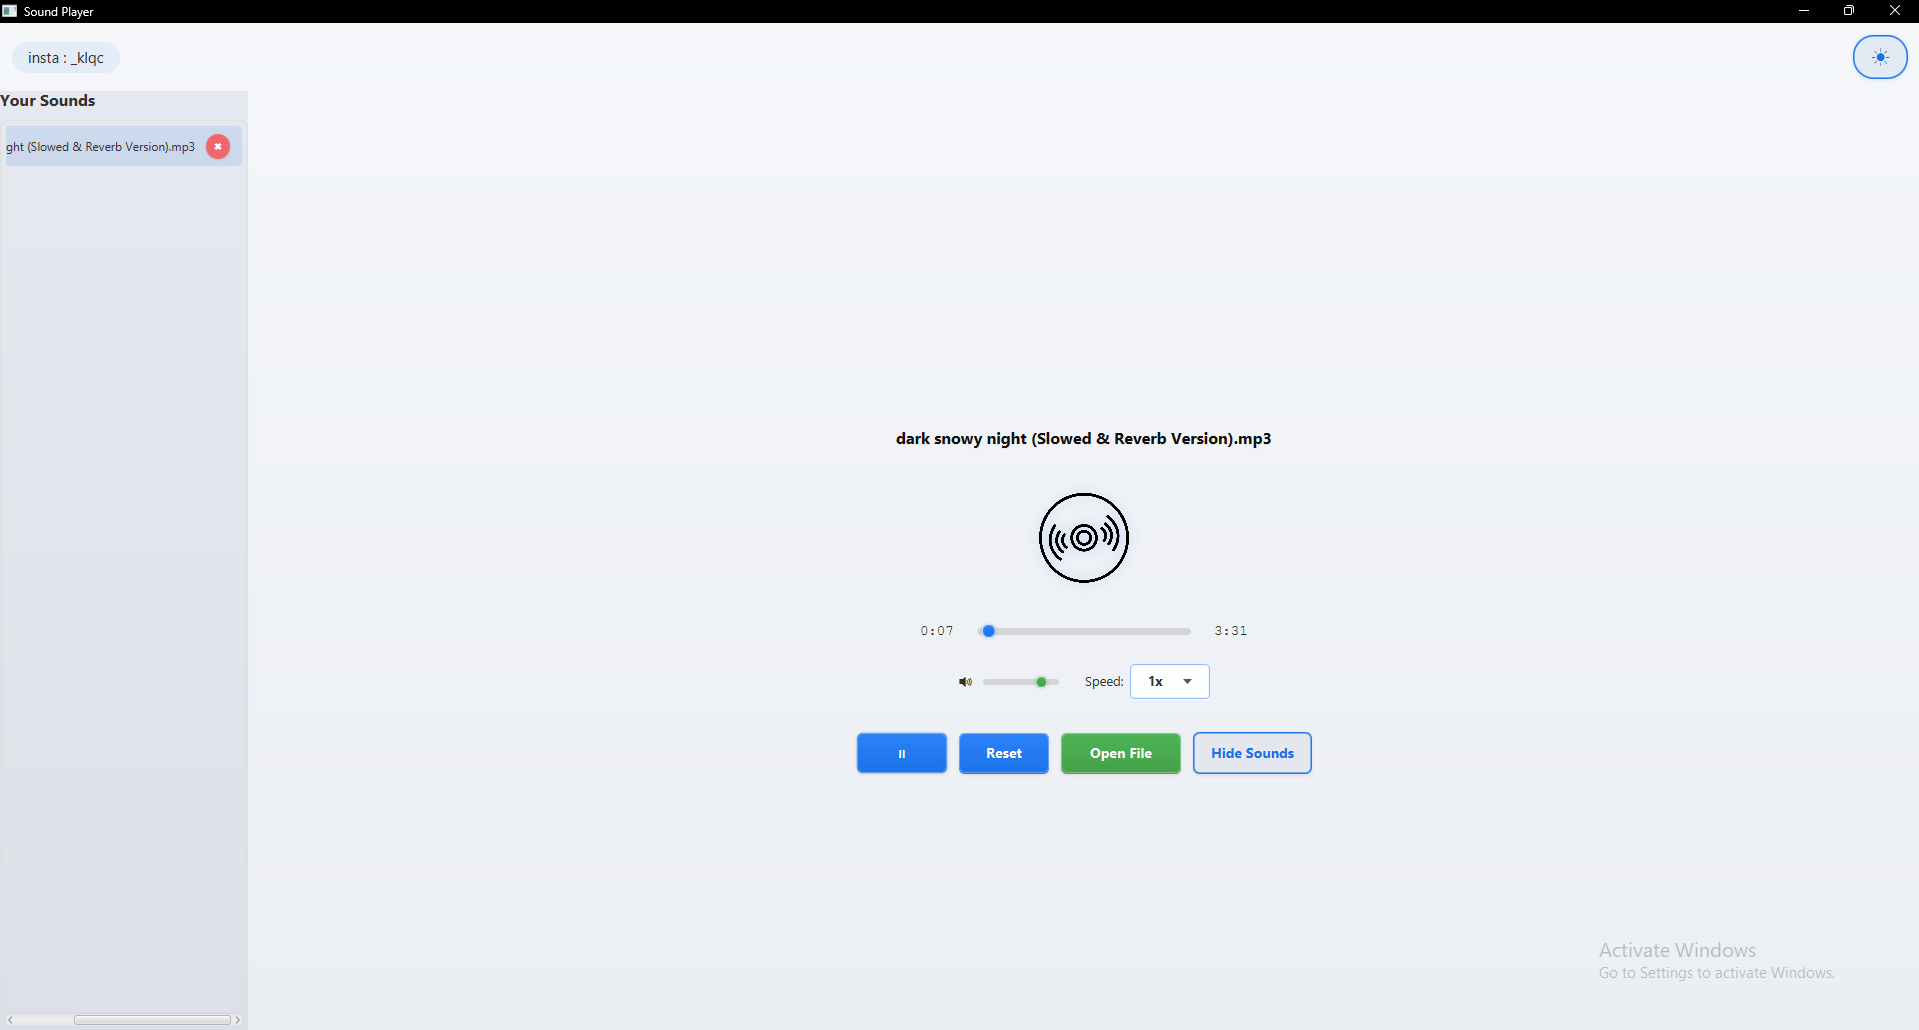 Sound Player
insta : _klqc
Your Sounds
ght (Slowed & Reverb Version).mp3
dark snowy night (Slowed & Reverb Version).mp3
0:07
3:31
Speed:
1x
Reset
Open File
Hide Sounds
Activate Windows
Go to Settings to activate Windows.